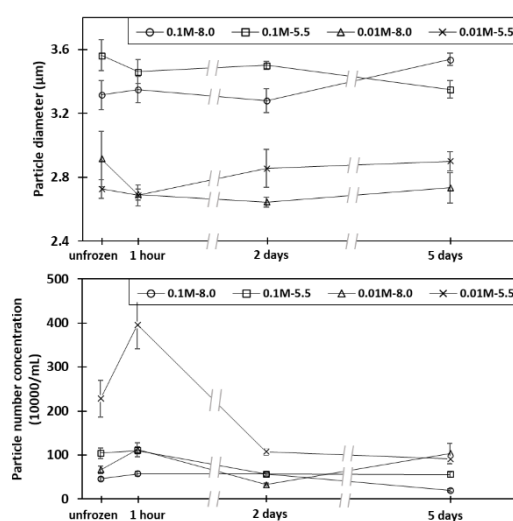 0.1M-8.0 0.1M-5.5 0.01M-8.0 0.01M-5.5
3.6
3.2
2.8
2.4
Particle diameter (µm)
unfrozen 1 hour 2 days 5 days
0.1M-8.0 0.1M-5.5 0.01M-8.0 0.01M-5.5
500
400
300
200
100
0
Particle number concentration
(10000/mL)
unfrozen 1 hour 2 days 5 days